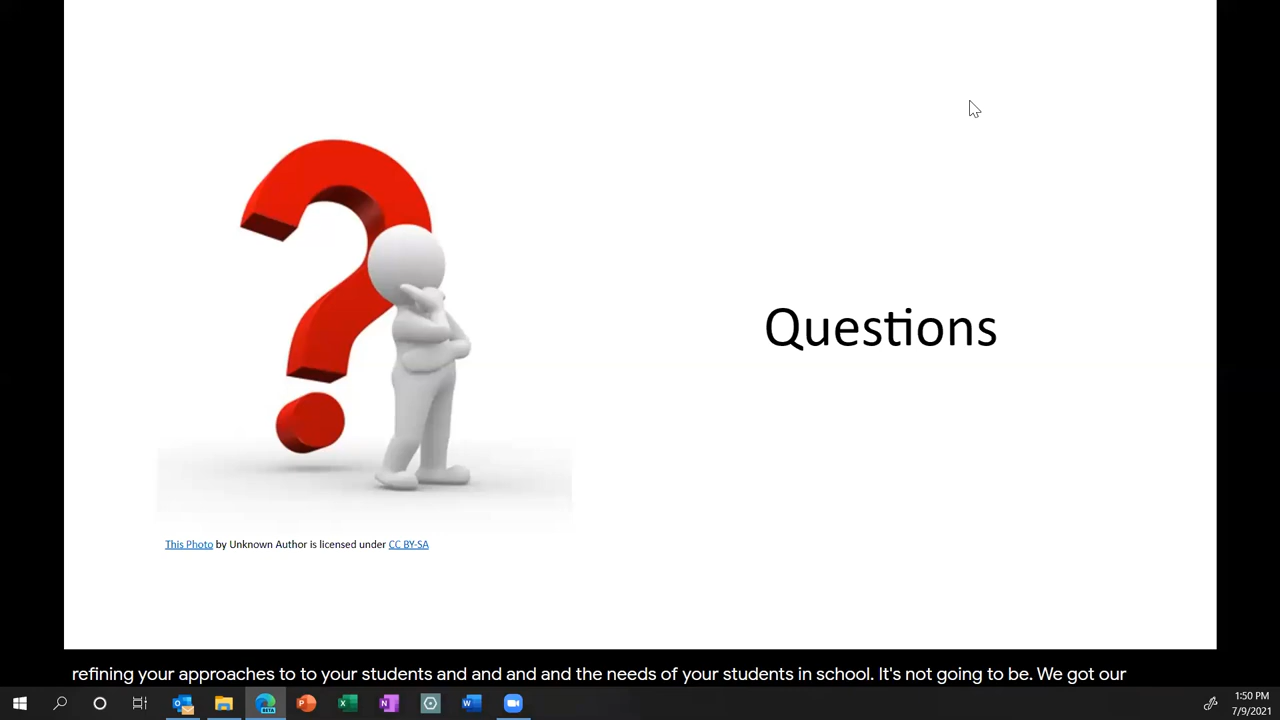 Questions
This Photo by Unknown Author is licensed under CC BY-SA
refining your approaches to to your students and and and and the needs of your students in school. It's not going to be. We got our
BETA
1:50 PM
7/9/2021